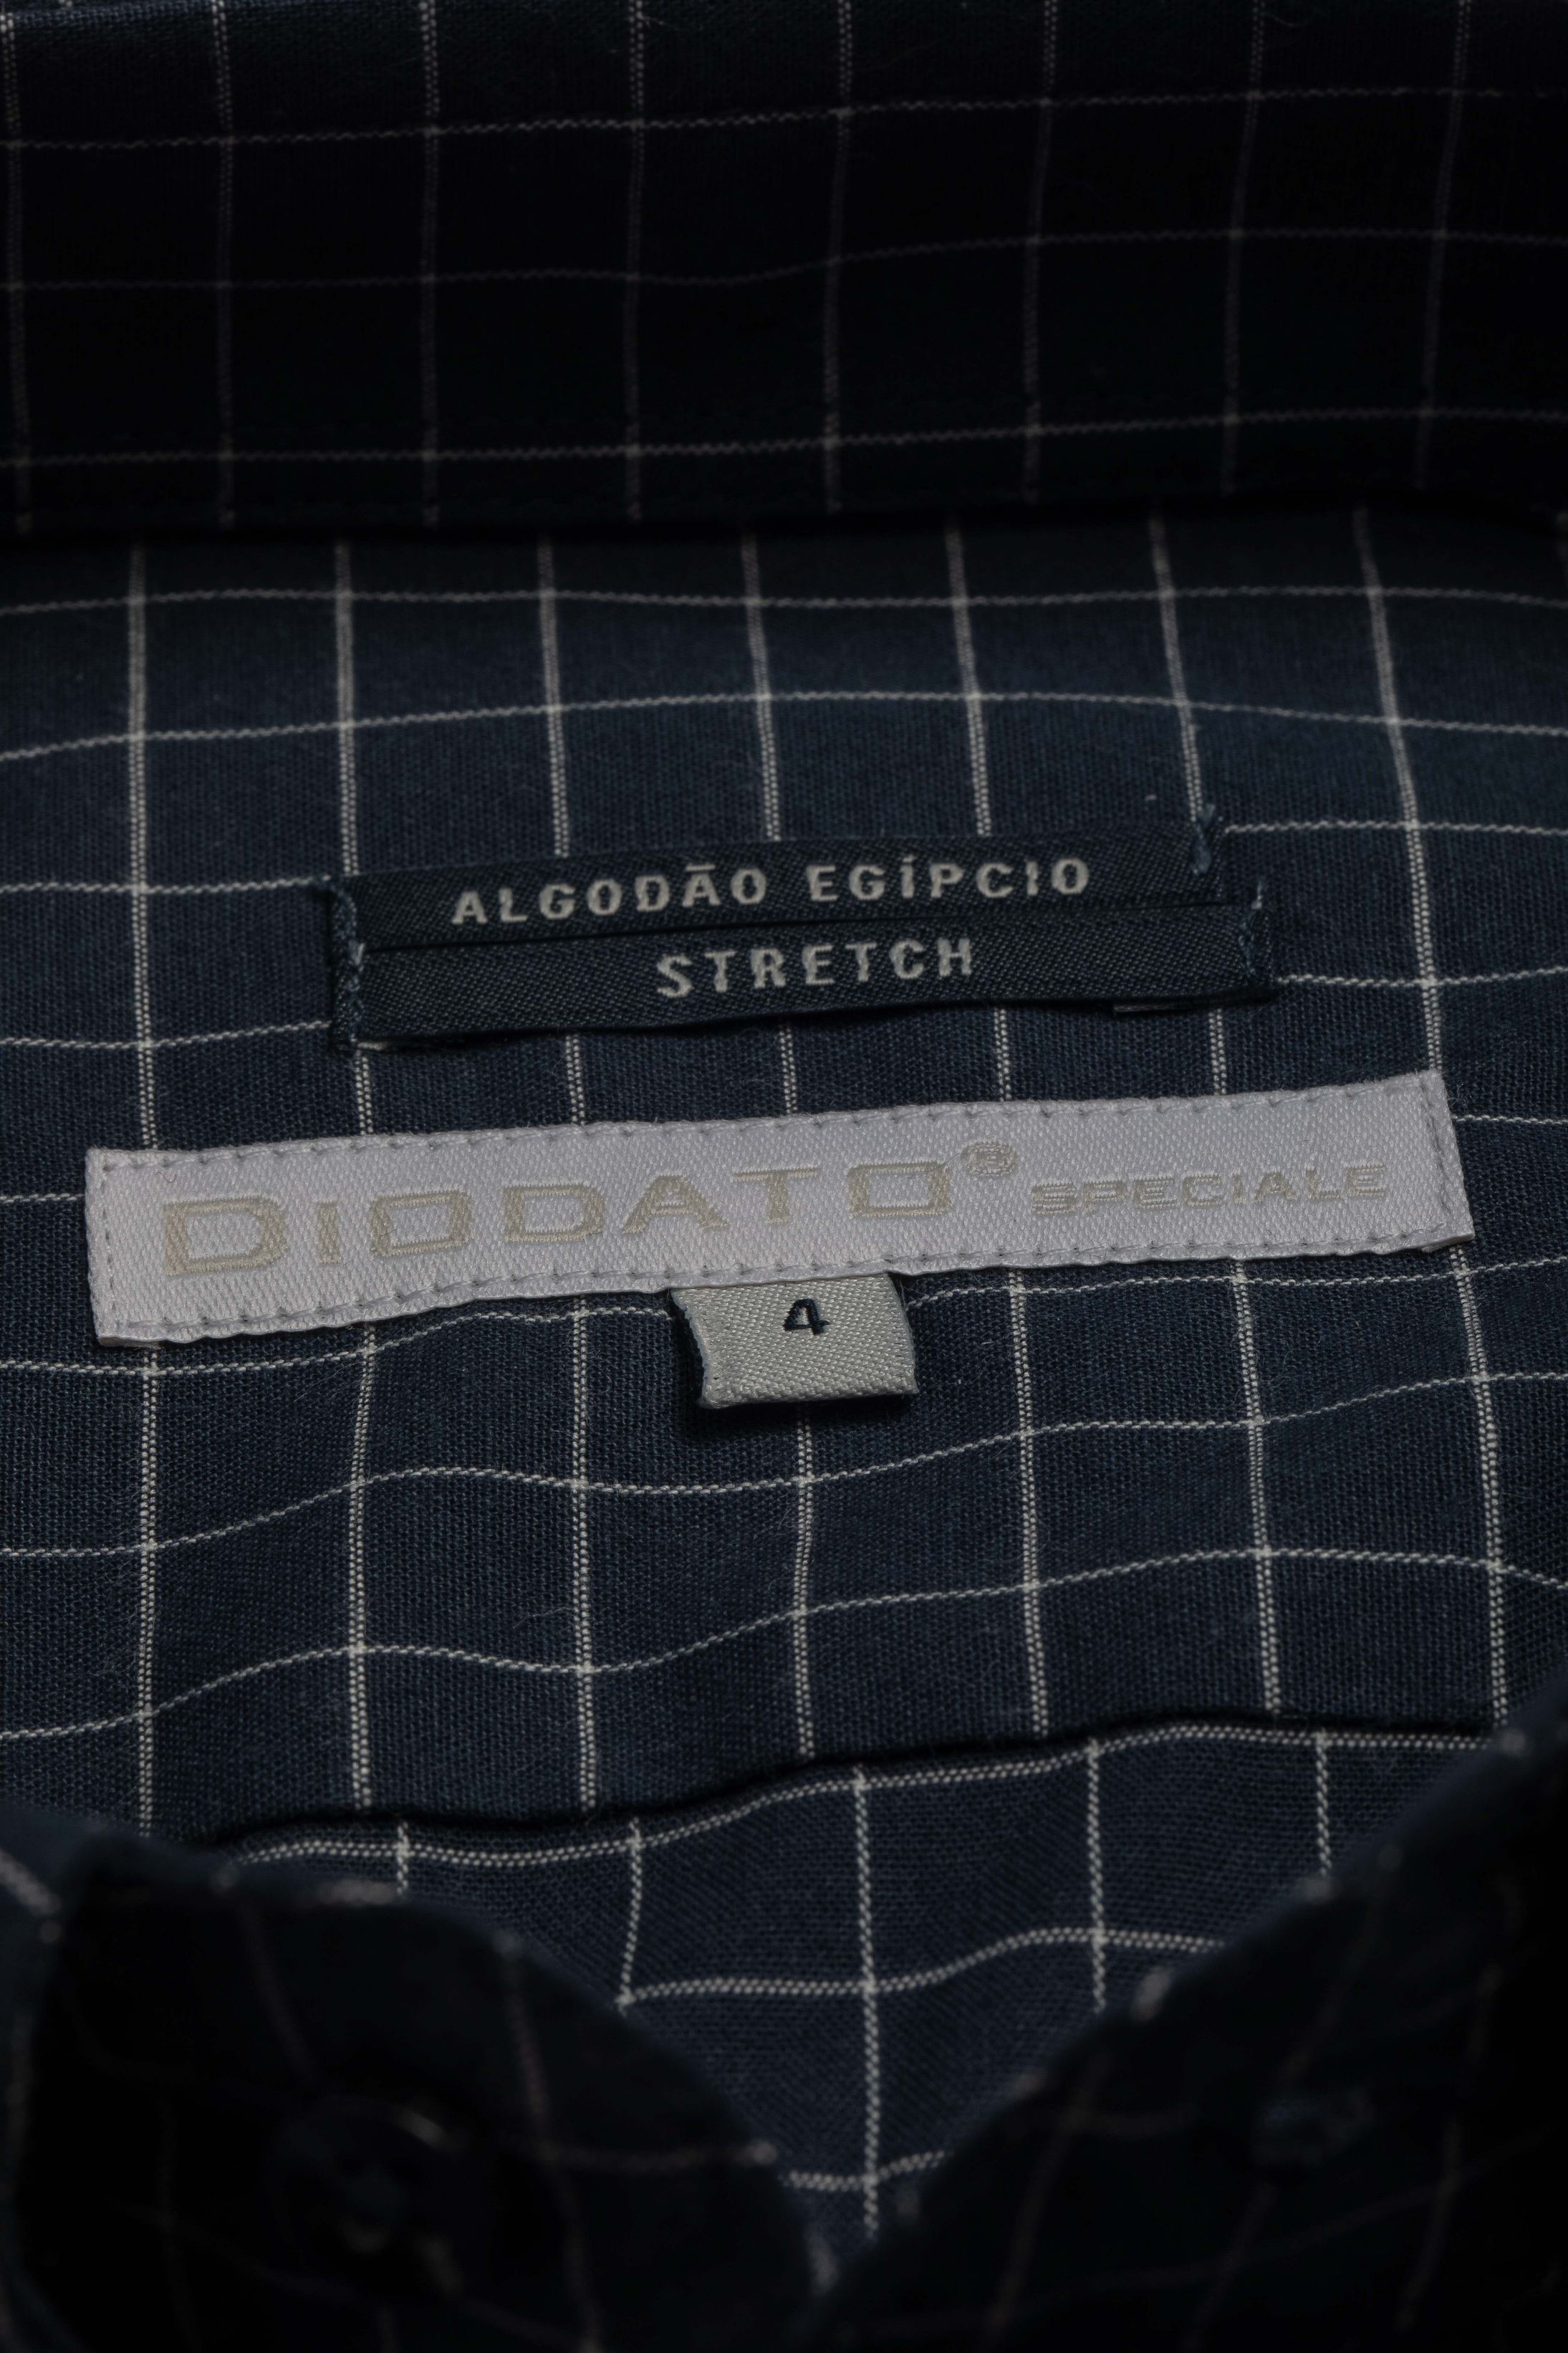 ALGODÃO EGÍPCIO
STRETCH
DIODATO® SPECIALE
4